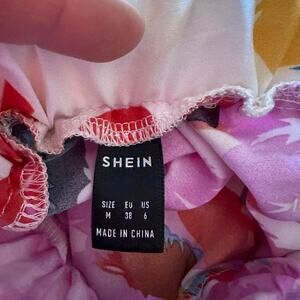 SHEIN
SIZE EU US
M 38 6
MADE IN CHINA